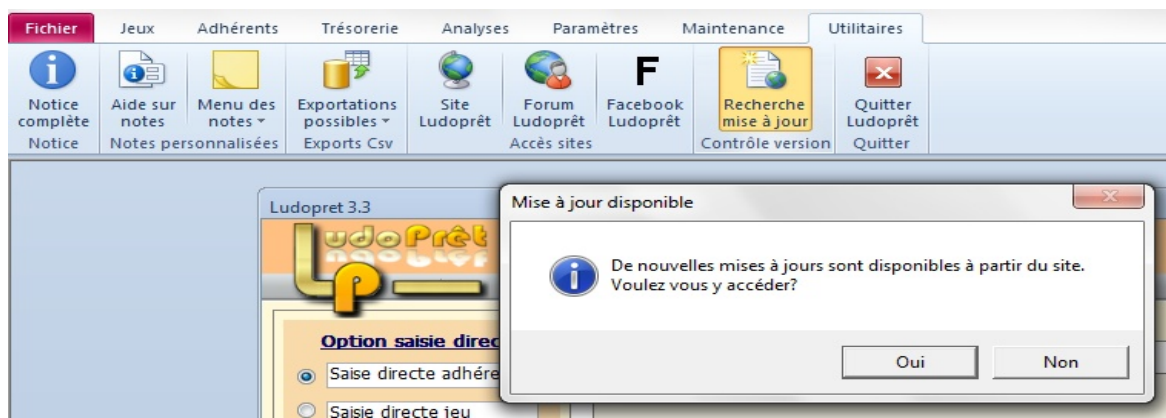 Fichier Jeux Adhérents Trésorerie Analyses Paramètres Maintenance Utilitaires
F
Notice Aide sur Menu des Exportations Site Forum Facebook Recherche Quitter
complète notes notes possibles Ludoprêt Ludoprêt Ludoprêt mise à jour Ludoprêt
Notice Notes personnalisées Exports Csv Accès sites Contrôle version Quitter
Ludopret 3.3
LudoPrêt
LP
Mise à jour disponible
De nouvelles mises à jours sont disponibles à partir du site.
Voulez vous y accéder?
Oui Non
Option saisie direc
Saise directe adhére
Saisie directe jeu